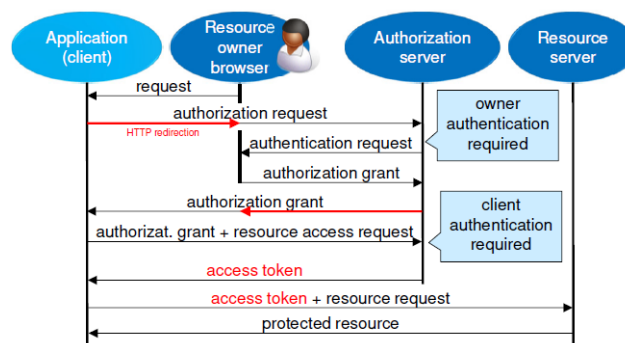 Application
(client)
Resource
owner
browser
Authorization
server
Resource
server
request
authorization request
HTTP redirection
owner
authentication
required
authentication request
authorization grant
authorization grant
authorizat. grant + resource access request
client
authentication
required
access token
access token + resource request
protected resource